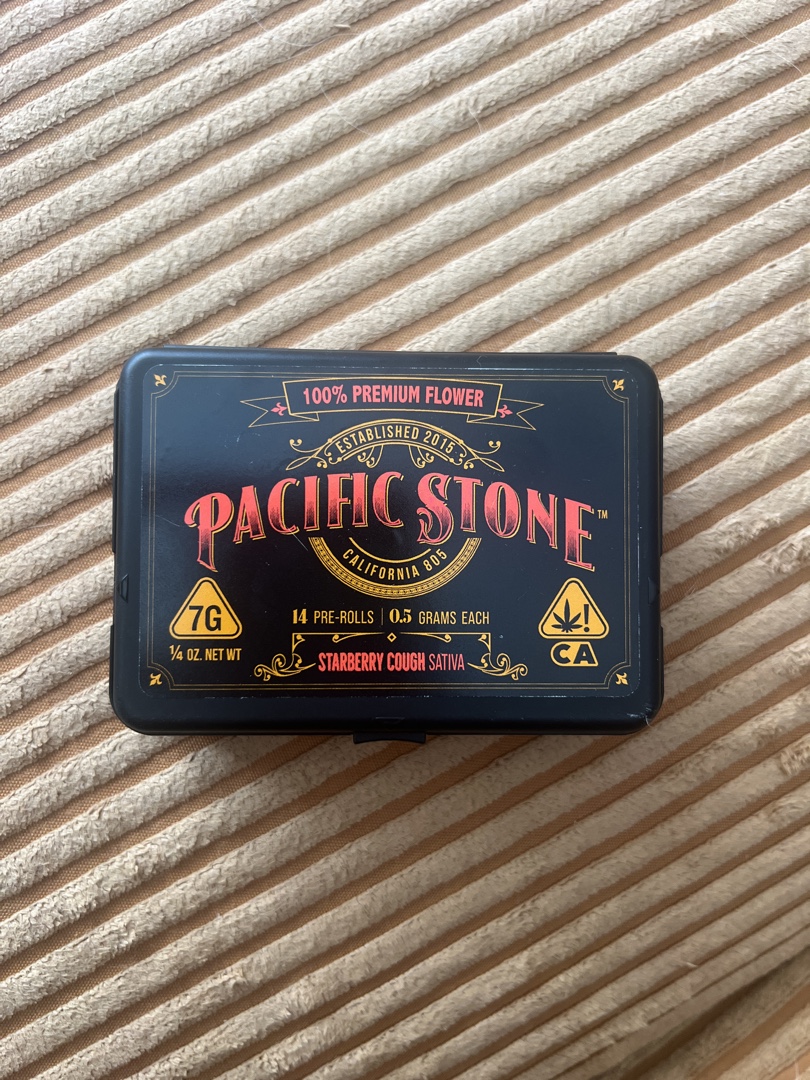 100% PREMIUM FLOWER
ESTABLISHED 2015
PACIFIC STONE™
CALIFORNIA 805
7G
14 PRE-ROLLS | 0.5 GRAMS EACH
!
CA
¼ OZ. NET WT
STARBERRY COUGH SATIVA